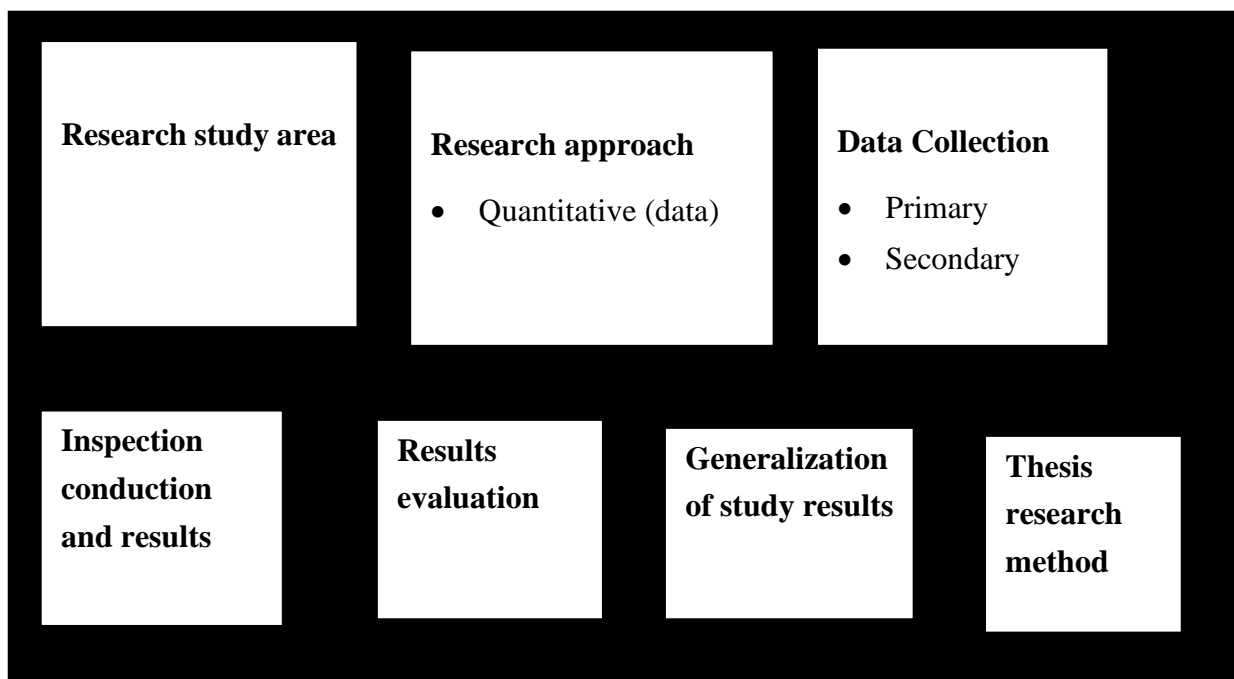 Research study area
Research approach
• Quantitative (data)
Data Collection
• Primary
• Secondary
Inspection
conduction
and results
Results
evaluation
Generalization
of study results
Thesis
research
method